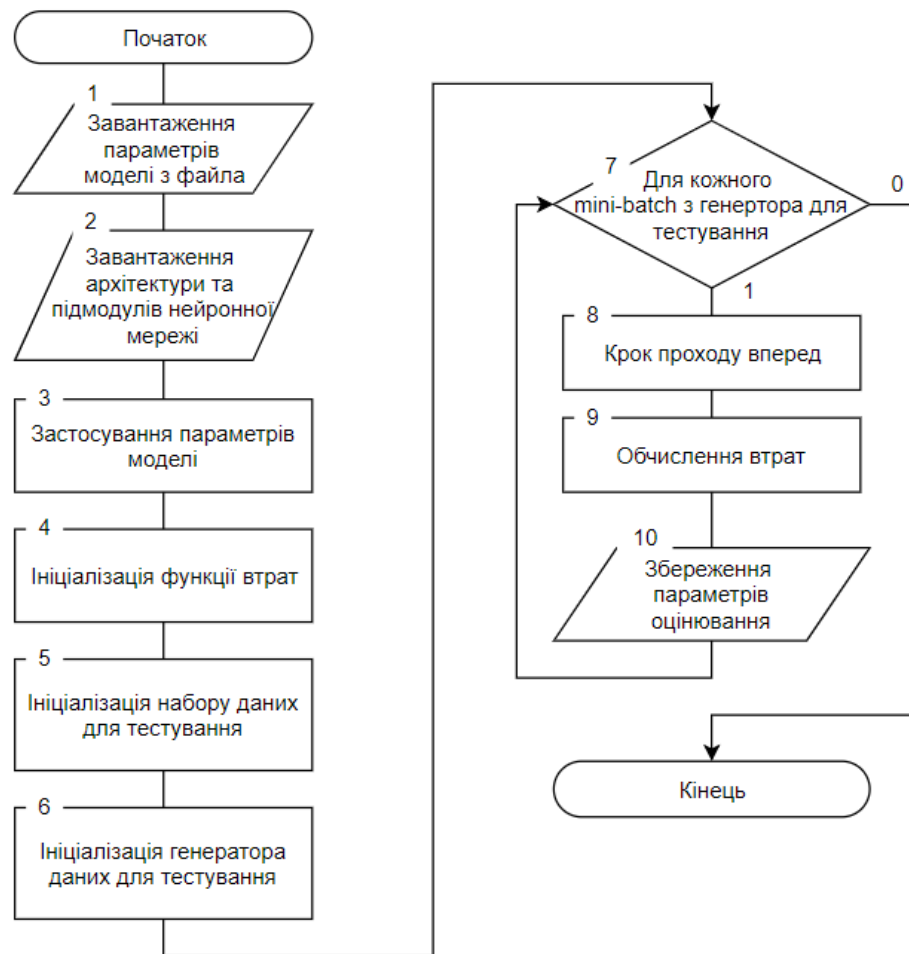 Початок
1
Завантаження
параметрів
моделі з файла
2
Завантаження
архітектури та
підмодулів нейронної
мережі
3
Застосування параметрів
моделі
4
Ініціалізація функції втрат
5
Ініціалізація набору даних
для тестування
6
Ініціалізація генератора
даних для тестування
7
Для кожного
mini-batch з генертора для
тестування
0
1
8
Крок проходу вперед
9
Обчислення втрат
10
Збереження
параметрів
оцінювання
Кінець